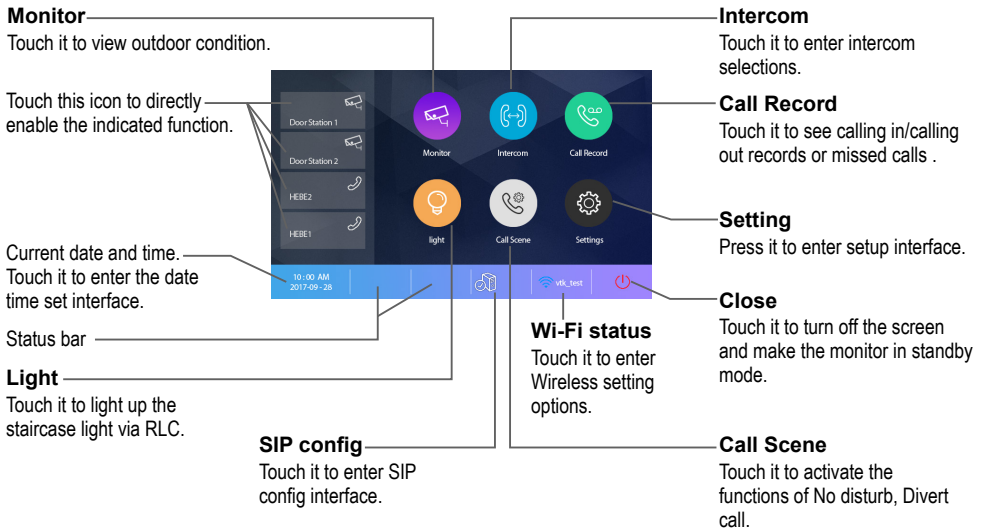 Monitor
Touch it to view outdoor condition.
Touch this icon to directly
enable the indicated function.
Current date and time.
Touch it to enter the date
time set interface.
Status bar
Light
Touch it to light up the
staircase light via RLC.
Door Station 1
Door Station 2
HEBE2
HEBE1
Monitor
Intercom
Call Record
light
Call Scene
Settings
10:00 AM
2017-09-28
vtk_test
SIP config
Touch it to enter SIP
config interface.
Wi-Fi status
Touch it to enter
Wireless setting
options.
Intercom
Touch it to enter intercom
selections.
Call Record
Touch it to see calling in/calling
out records or missed calls .
Setting
Press it to enter setup interface.
Close
Touch it to turn off the screen
and make the monitor in standby
mode.
Call Scene
Touch it to activate the
functions of No disturb, Divert
call.